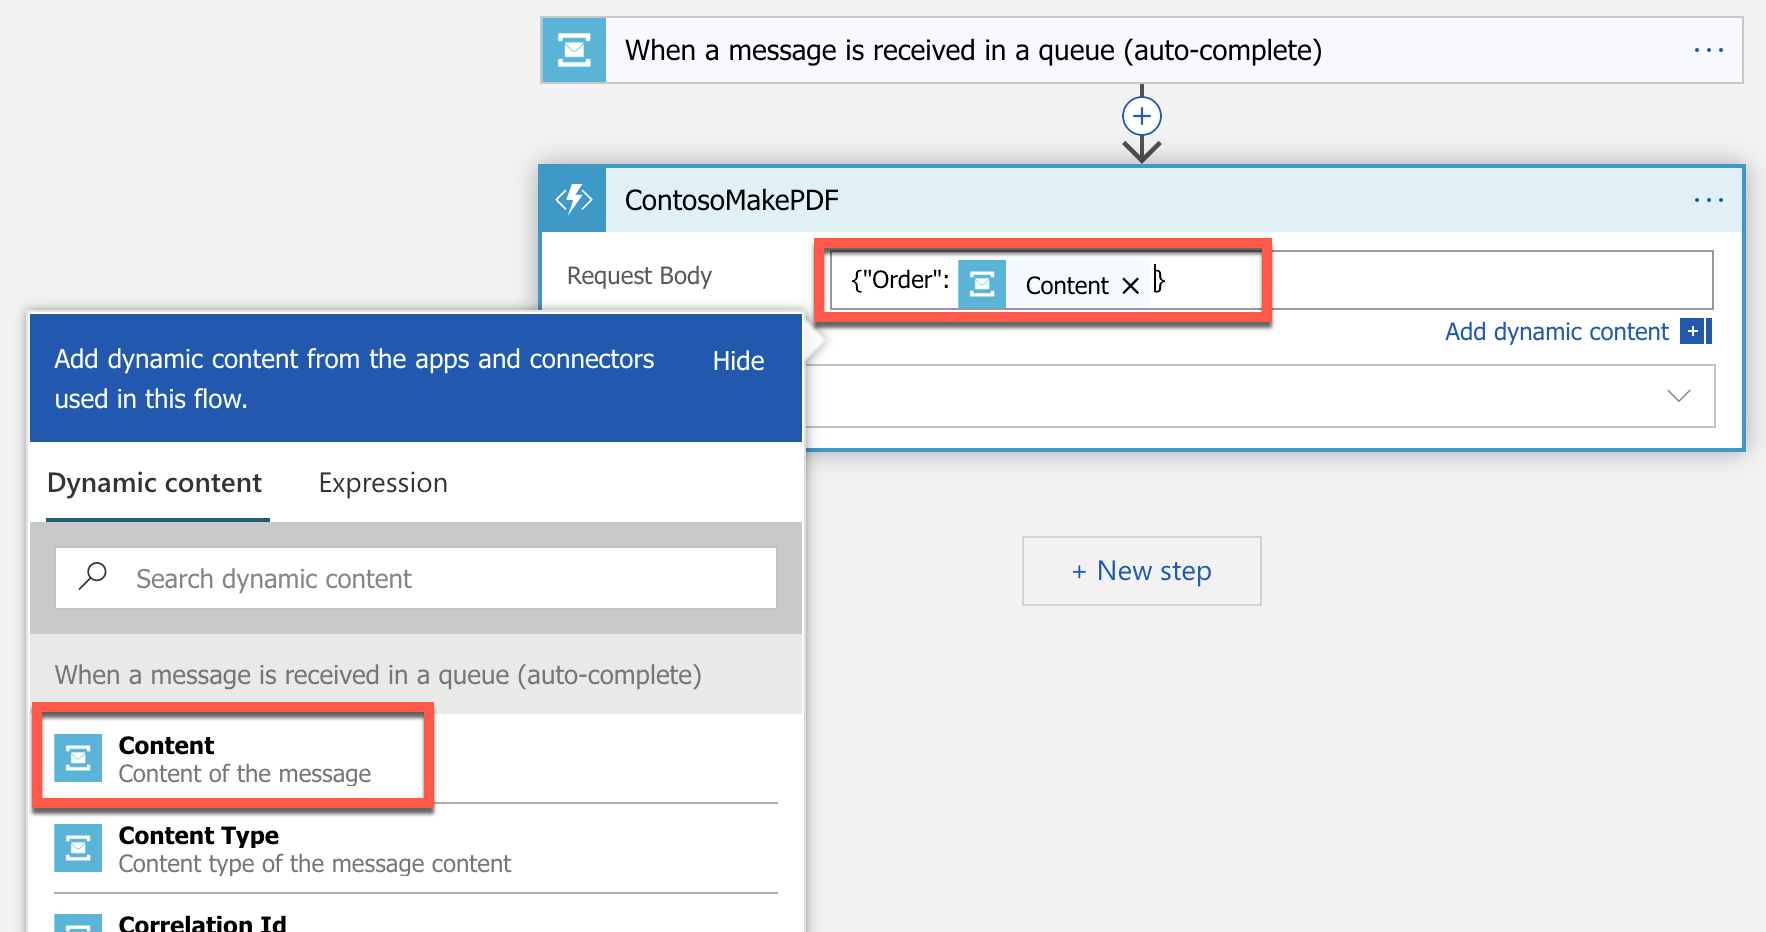 When a message is received in a queue (auto-complete)
ContosoMakePDF
Request Body
{"Order": Content × }
Add dynamic content
Add dynamic content from the apps and connectors
used in this flow.
Hide
Dynamic content
Expression
Search dynamic content
When a message is received in a queue (auto-complete)
Content
Content of the message
Content Type
Content type of the message content
Correlation Id
+ New step